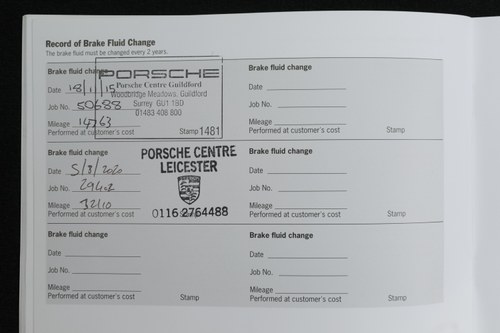 Record of Brake Fluid Change
The brake fluid must be changed every 2 years.
Brake fluid change
PORSCHE
Porsche Centre Guildford
Date 18/1/18 Woodbridge Meadows, Guildford
Surrey GU1 1BD
Job No. 50688
01483 408 800
Mileage 14763
Performed at customer's cost Stamp 1481
Brake fluid change
Date
Job No.
Mileage
Performed at customer's cost Stamp
Brake fluid change
PORSCHE CENTRE
LEICESTER
Date 5/3/2020
Job No.
Mileage 32110
Performed at customer's cost
0116 2764488
Brake fluid change
Date
Job No.
Mileage
Performed at customer's cost Stamp
Brake fluid change
Date
Job No.
Mileage
Performed at customer's cost Stamp
Brake fluid change
Date
Job No.
Mileage
Performed at customer's cost Stamp